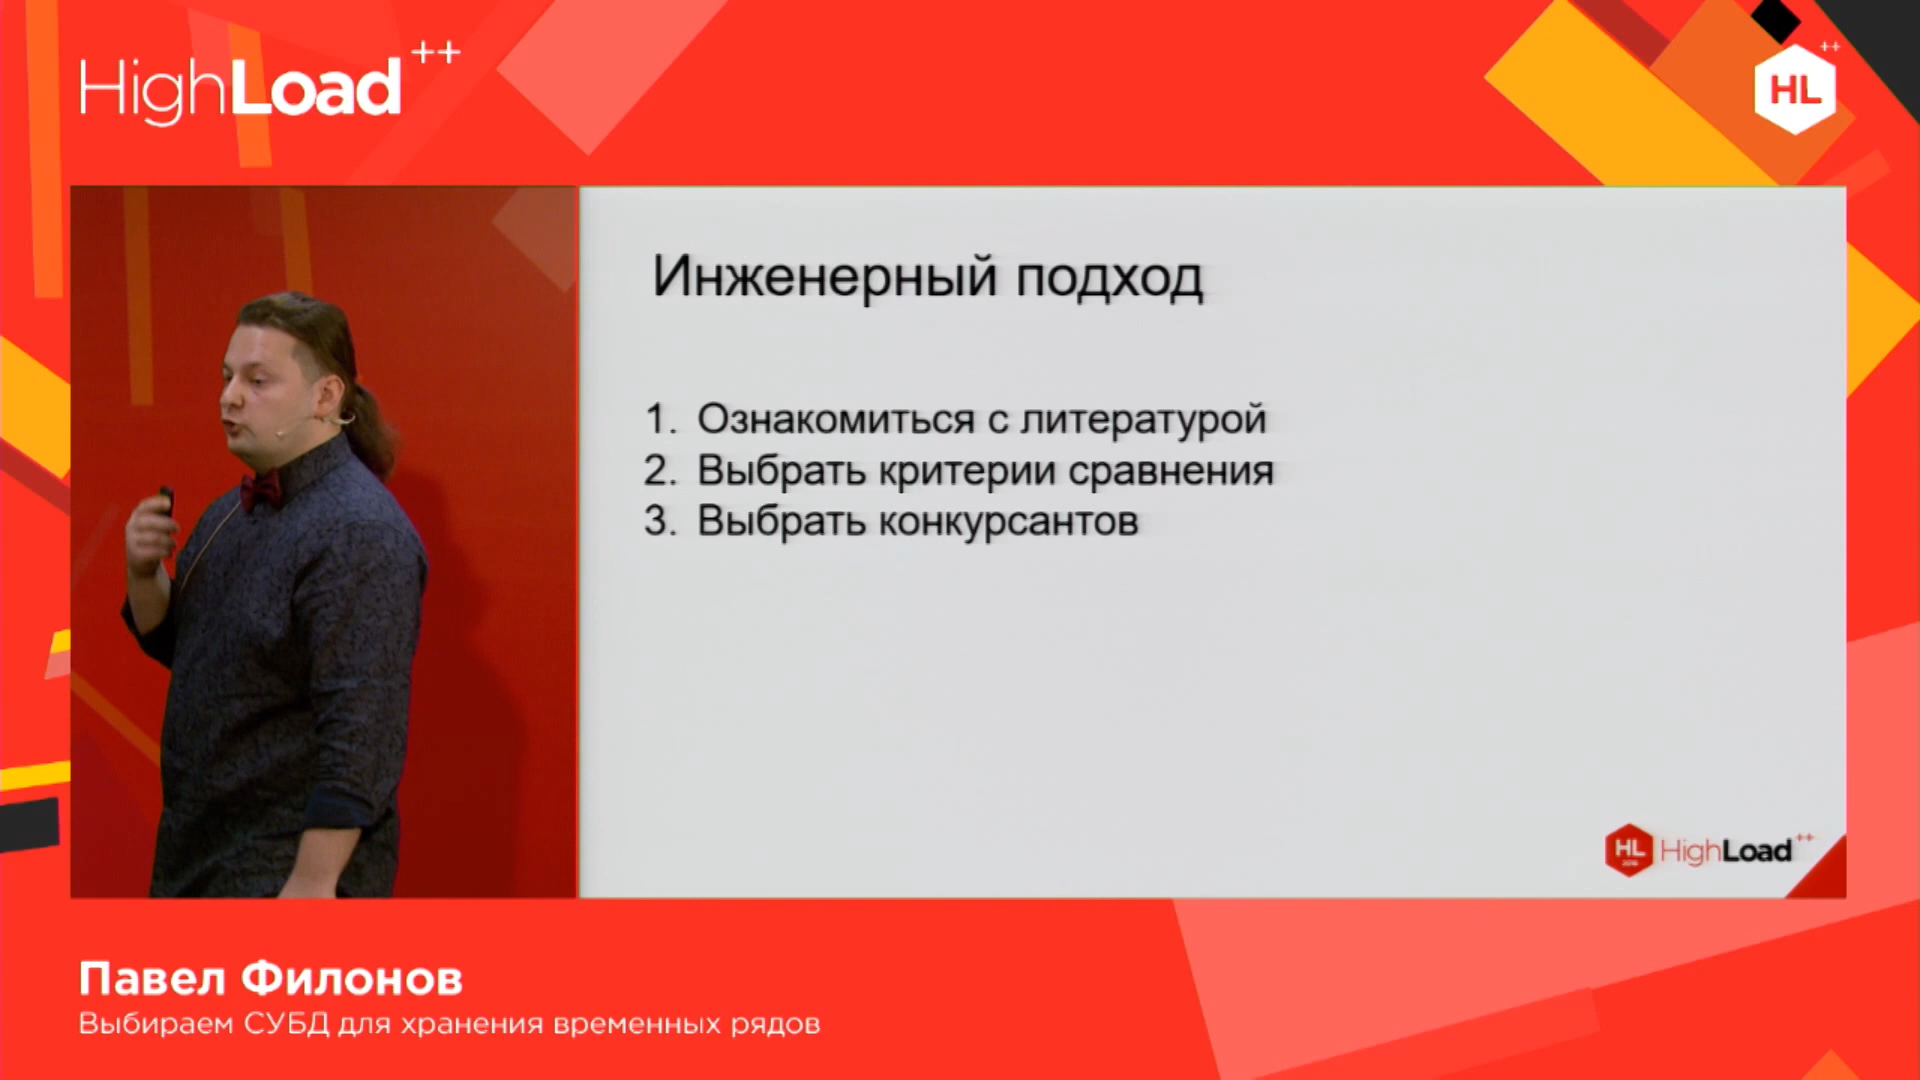 HighLoad++
HL++
Инженерный подход
1. Ознакомиться с литературой
2. Выбрать критерии сравнения
3. Выбрать конкурсантов
HL HighLoad++
Павел Филонов
Выбираем СУБД для хранения временных рядов